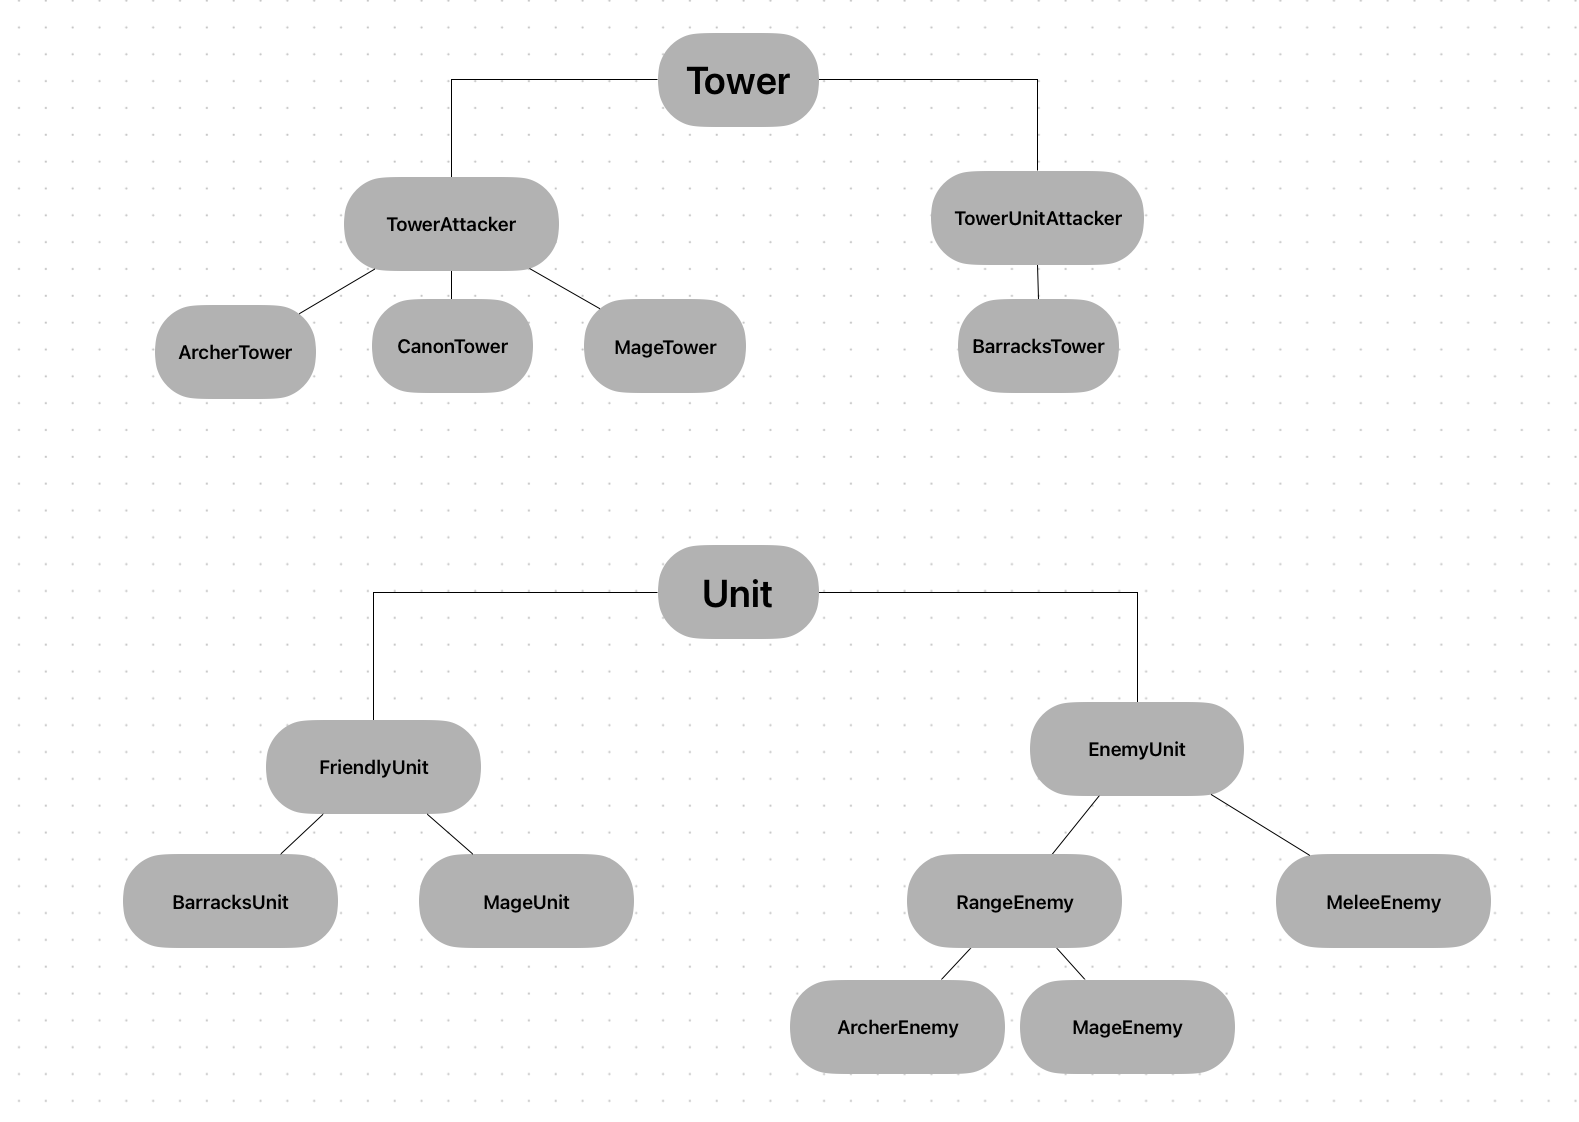 Tower
TowerAttacker
TowerUnitAttacker
ArcherTower
CanonTower
MageTower
BarracksTower
Unit
FriendlyUnit
EnemyUnit
BarracksUnit
MageUnit
RangeEnemy
MeleeEnemy
ArcherEnemy
MageEnemy